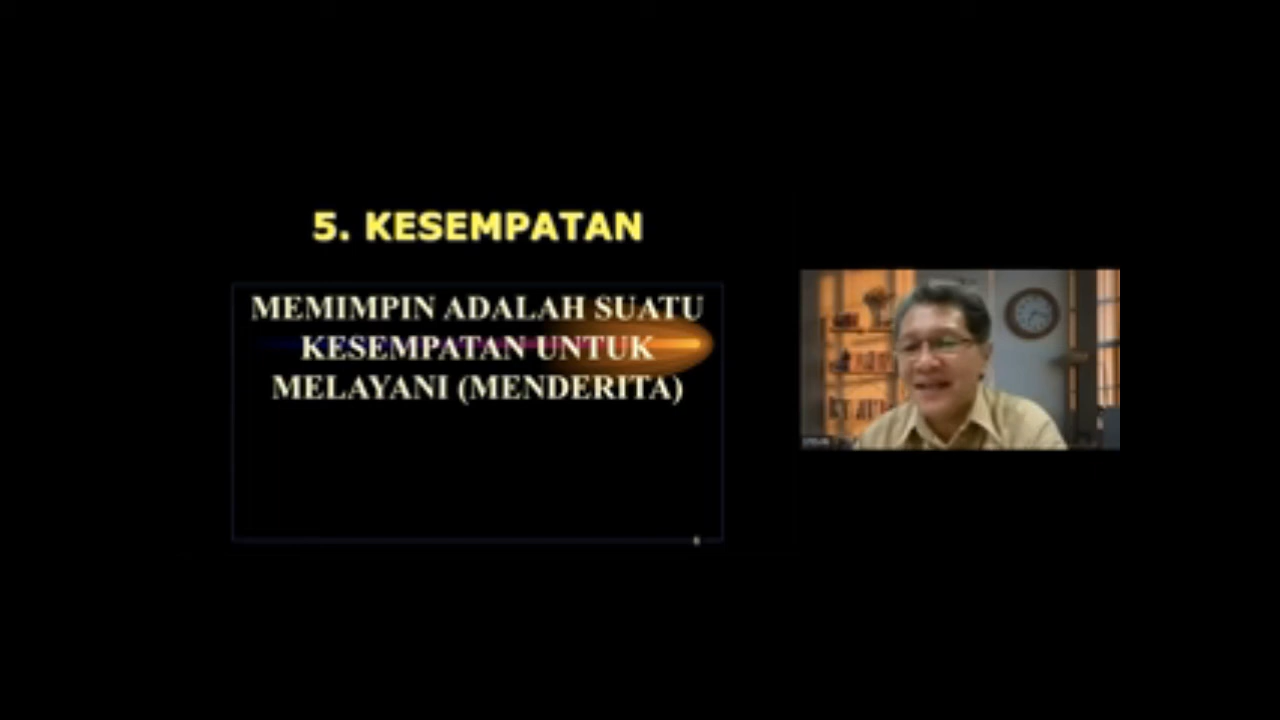 5. KESEMPATAN
MEMIMPIN ADALAH SUATU
KESEMPATAN UNTUK
MELAYANI (MENDERITA)